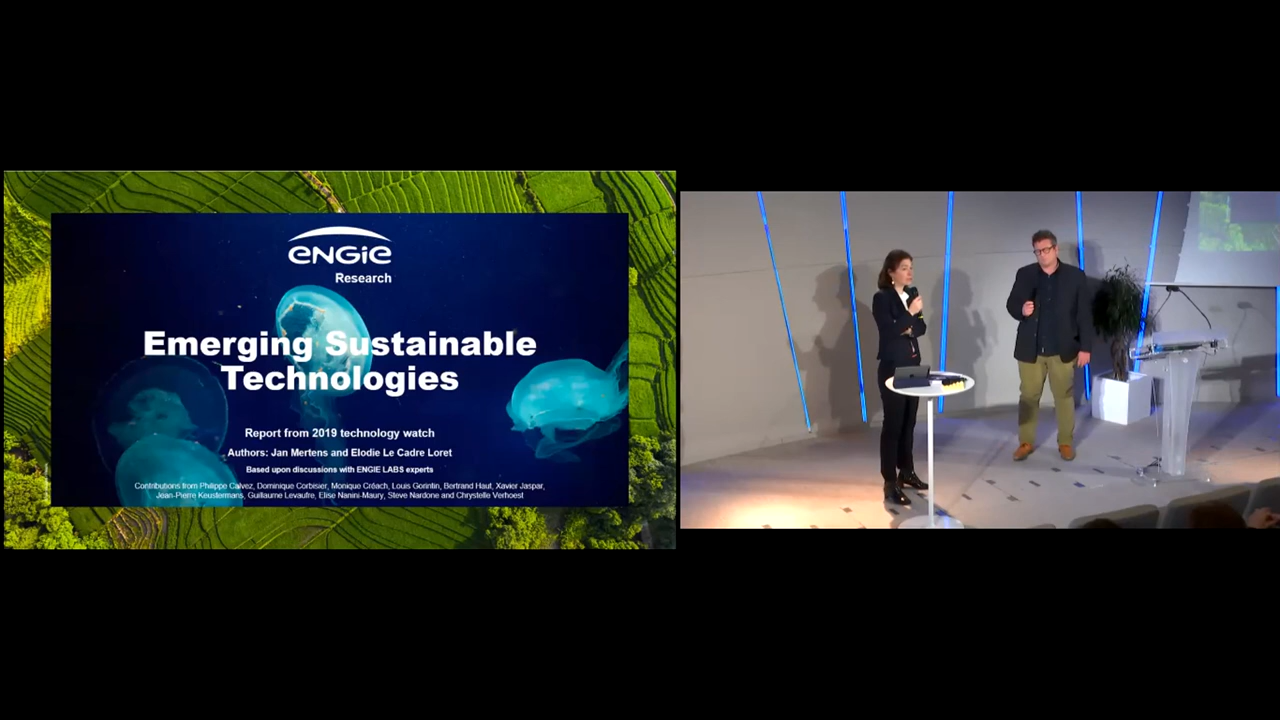 ENGIE
Research
Emerging Sustainable
Technologies
Report from 2019 technology watch
Authors: Jan Mertens and Elodie Le Cadre Loret
Based upon discussions with ENGIE LABS experts
Contributions from Philippe Calvez, Dominique Corbisier, Monique Créach, Louis Gorintin, Bertrand Haut, Xavier Jaspar,
Jean-Pierre Keustermans, Guillaume Levaufre, Elise Nanini-Maury, Steve Nardone and Chrystelle Verhoest